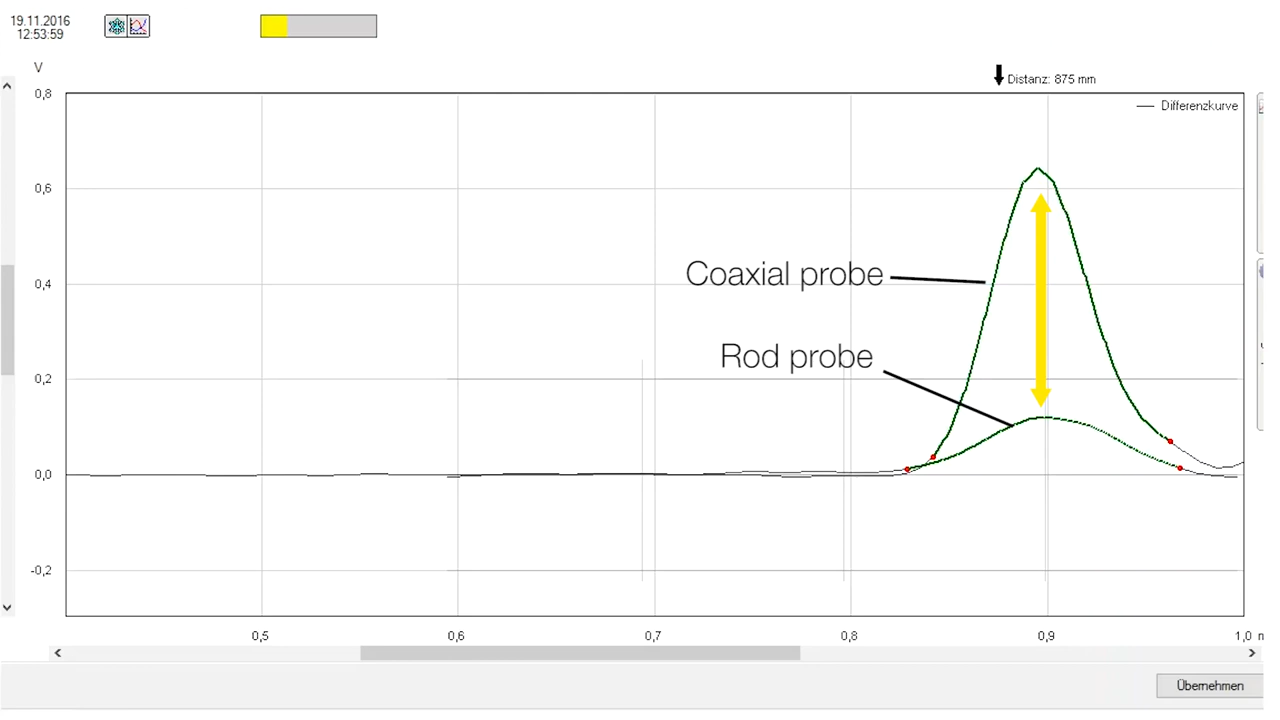 19.11.2016
12:53:59
V
Distanz: 875 mm
0,8
Differenzkurve
0,6
Coaxial probe
0,4
Rod probe
0,2
0,0
-0,2
0,5
0,6
0,7
0,8
0,9
1,0
Übernehmen